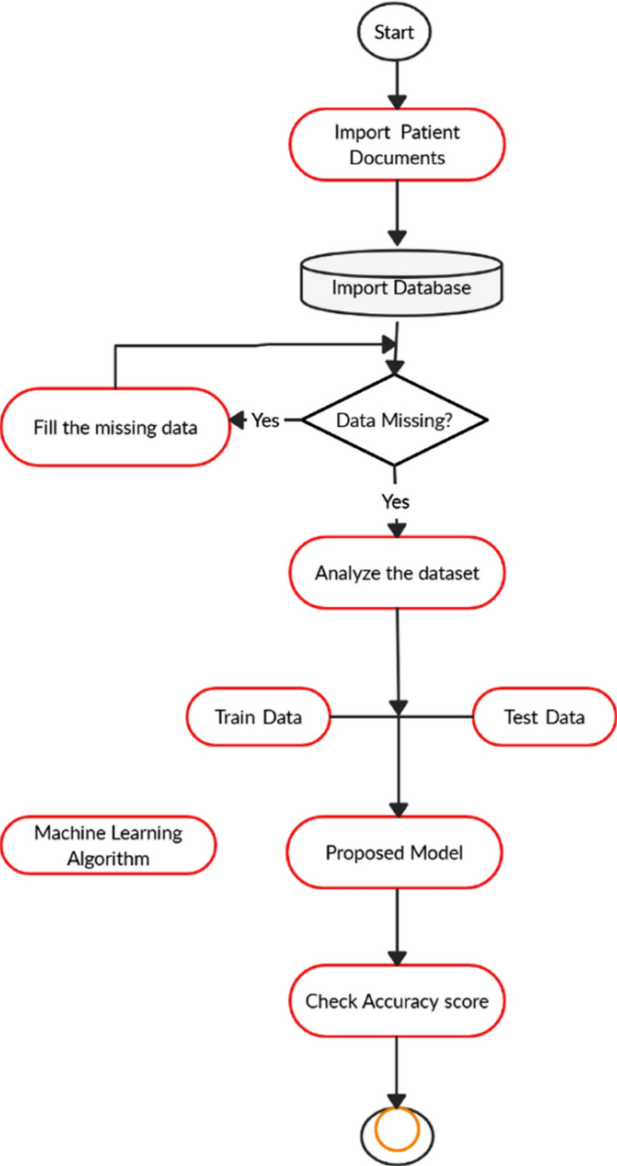 Start
Import Patient
Documents
Import Database
Data Missing?
Yes
Fill the missing data
Yes
Analyze the dataset
Train Data
Test Data
Machine Learning
Algorithm
Proposed Model
Check Accuracy score